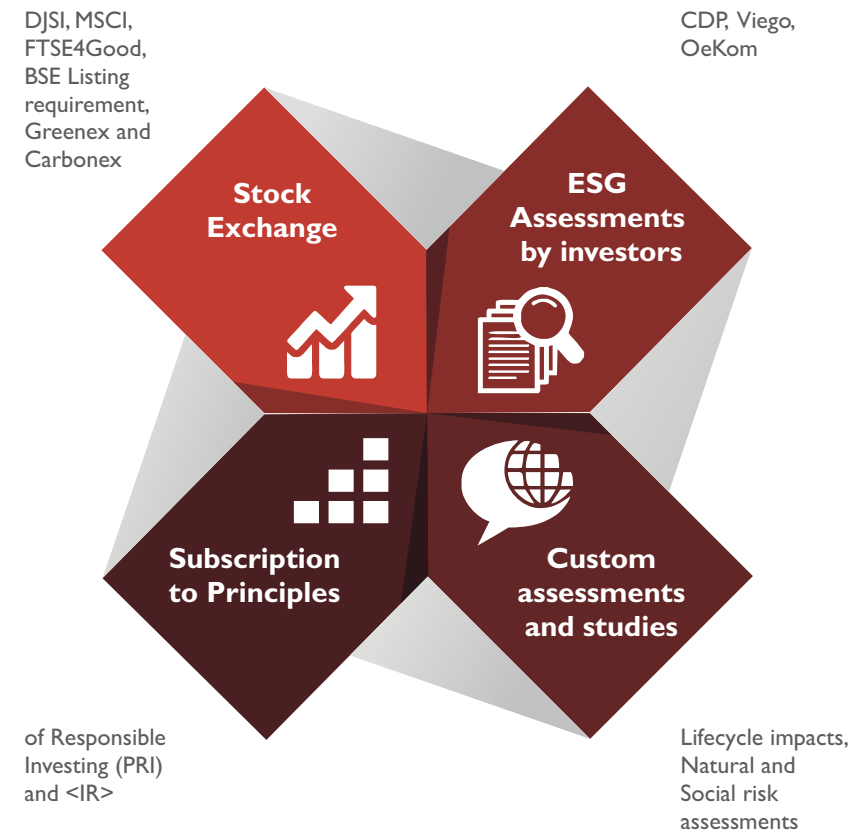 DJSI, MSCI,
FTSE4Good,
BSE Listing
requirement,
Greenex and
Carbonex
CDP, Viego,
OeKom
Stock
Exchange
ESG
Assessments
by investors
Subscription
to Principles
Custom
assessments
and studies
of Responsible
Investing (PRI)
and <IR>
Lifecycle impacts,
Natural and
Social risk
assessments